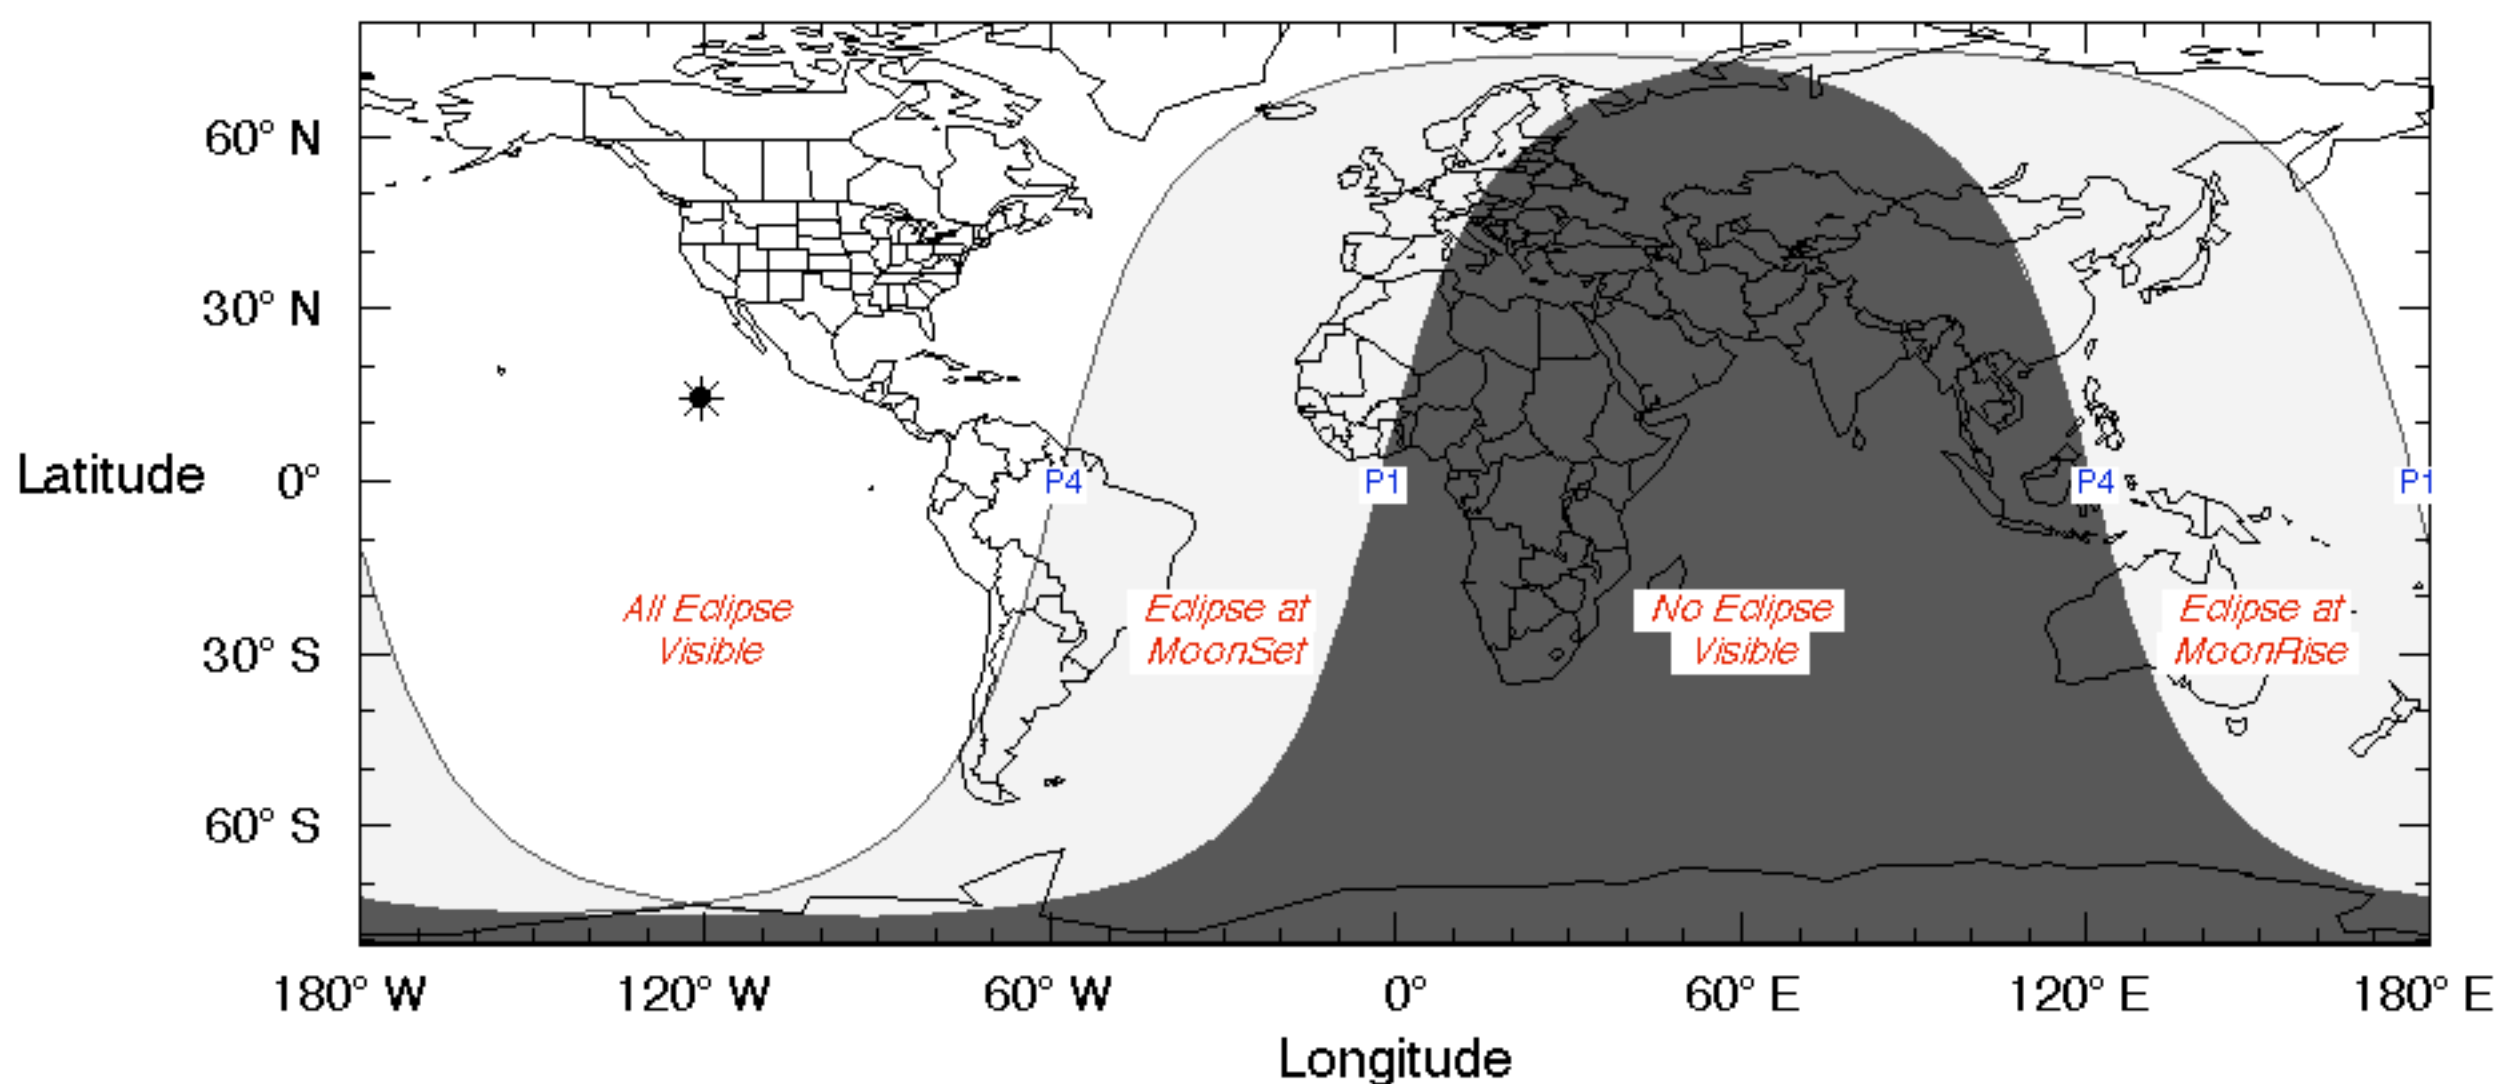 60° N
30° N
Latitude 0°
P4 P1 P4 P1
All Eclipse Eclipse at No Eclipse Eclipse at
Visible MoonSet Visible MoonRise
30° S
60° S
180° W 120° W 60° W 0° 60° E 120° E 180° E
Longitude